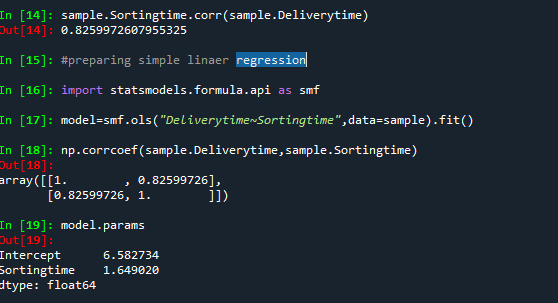 In [14]: sample.Sortingtime.corr(sample.Deliverytime)
Out[14]: 0.8259972607955325
In [15]: #preparing simple linaer regression
In [16]: import statsmodels.formula.api as smf
In [17]: model=smf.ols("Deliverytime~Sortingtime",data=sample).fit()
In [18]: np.corrcoef(sample.Deliverytime,sample.Sortingtime)
Out[18]:
array([[1.        , 0.82599726],
       [0.82599726, 1.        ]])
In [19]: model.params
Out[19]:
Intercept      6.582734
Sortingtime    1.649020
dtype: float64